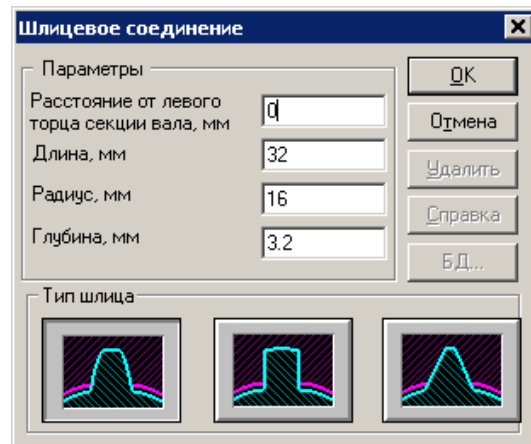 Шлицевое соединение
Параметры
Расстояние от левого
торца секции вала, мм
0
Длина, мм
32
Радиус, мм
16
Глубина, мм
3.2
OK
Отмена
Удалить
Справка
БД...
Тип шлица